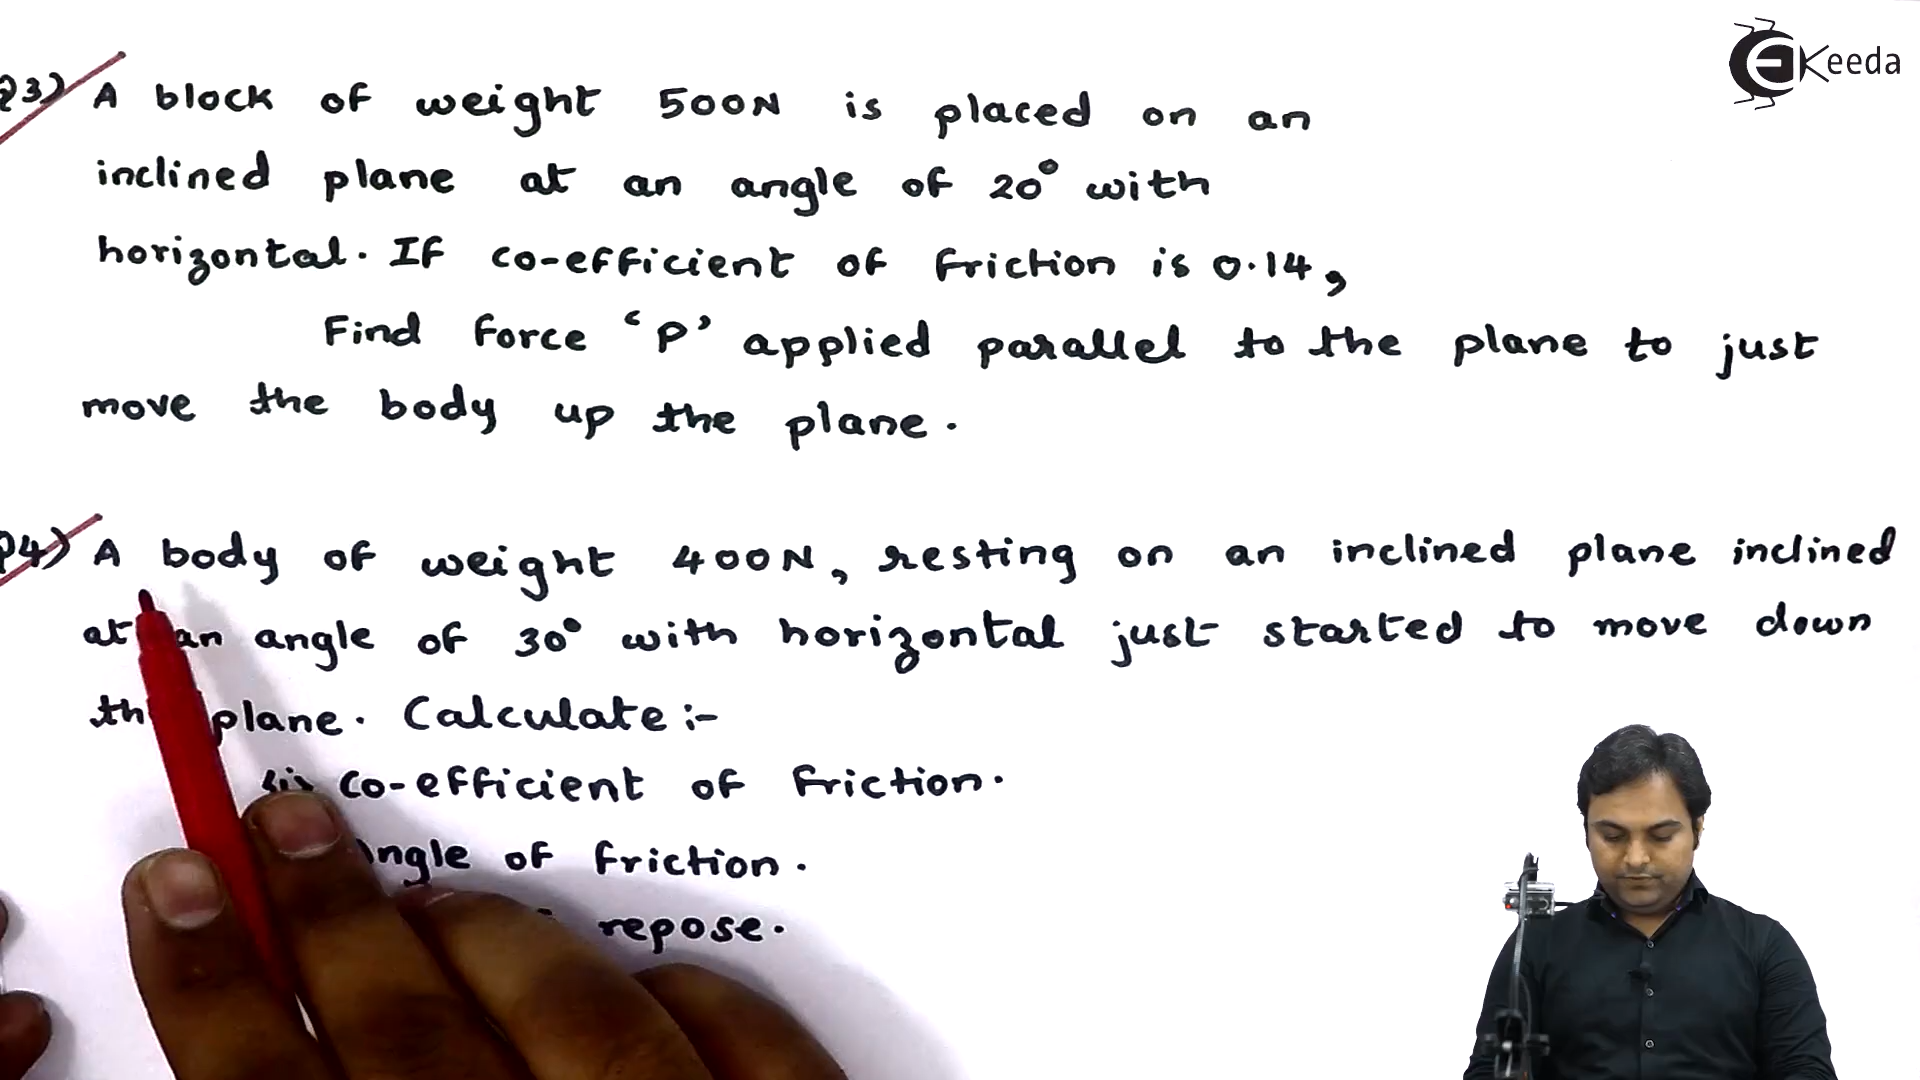 EKeeda
Q3) A block of weight 500N is placed on an
inclined plane at an angle of 20° with
horizontal. If co-efficient of friction is 0.14,
Find force ‘P’ applied parallel to the plane to just
move the body up the plane.
Q4) A body of weight 400N, resting on an inclined plane inclined
at an angle of 30° with horizontal just started to move down
plane. Calculate :-
co-efficient of friction.
of friction.
repose.